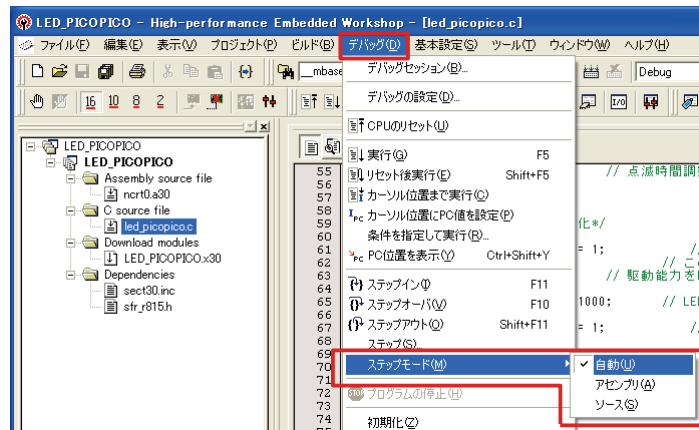 LED_PICOPICO - High-performance Embedded Workshop - [led_picopico.c]
ファイル(F) 編集(E) 表示(V) プロジェクト(P) ビルド(B) デバッグ(D) 基本設定(S) ツール(T) ウィンドウ(W) ヘルプ(H)
__mbase
Debug
16 10 8 2
LED_PICOPICO
LED_PICOPICO
Assembly source file
ncrt0.a30
C source file
led_picopico.c
Download modules
LED_PICOPICO.x30
Dependencies
sect30.inc
sfr_r815.h
デバッグセッション(B)...
デバッグの設定(D)...
CPUのリセット(U)
実行(G) F5
リセット後実行(E) Shift+F5
カーソル位置まで実行(C)
カーソル位置にPC値を設定(P)
条件を指定して実行(R)...
PC位置を表示(Y) Ctrl+Shift+Y
ステップイン(I) F11
ステップオーバ(V) F10
ステップアウト(O) Shift+F11
ステップ(S)...
ステップモード(M)
プログラムの停止(H)
初期化(Z)
自動(U)
アセンブリ(A)
ソース(S)
55 // 点滅時間調
56
57
58
59 化*/
60
61 = 1; //
62 // こ
63 // 駆動能力を
64
65 1000; // LE
66
67 = 1; /
68
69
70
71
72
73
74